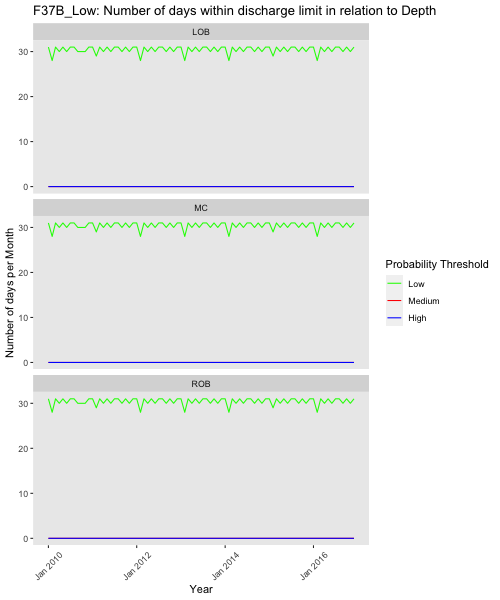 F37B_Low: Number of days within discharge limit in relation to Depth
LOB
30
20
10
0
MC
30
20
10
0
ROB
30
20
10
0
Number of days per Month
Jan 2010
Jan 2012
Jan 2014
Jan 2016
Year
Probability Threshold
Low
Medium
High